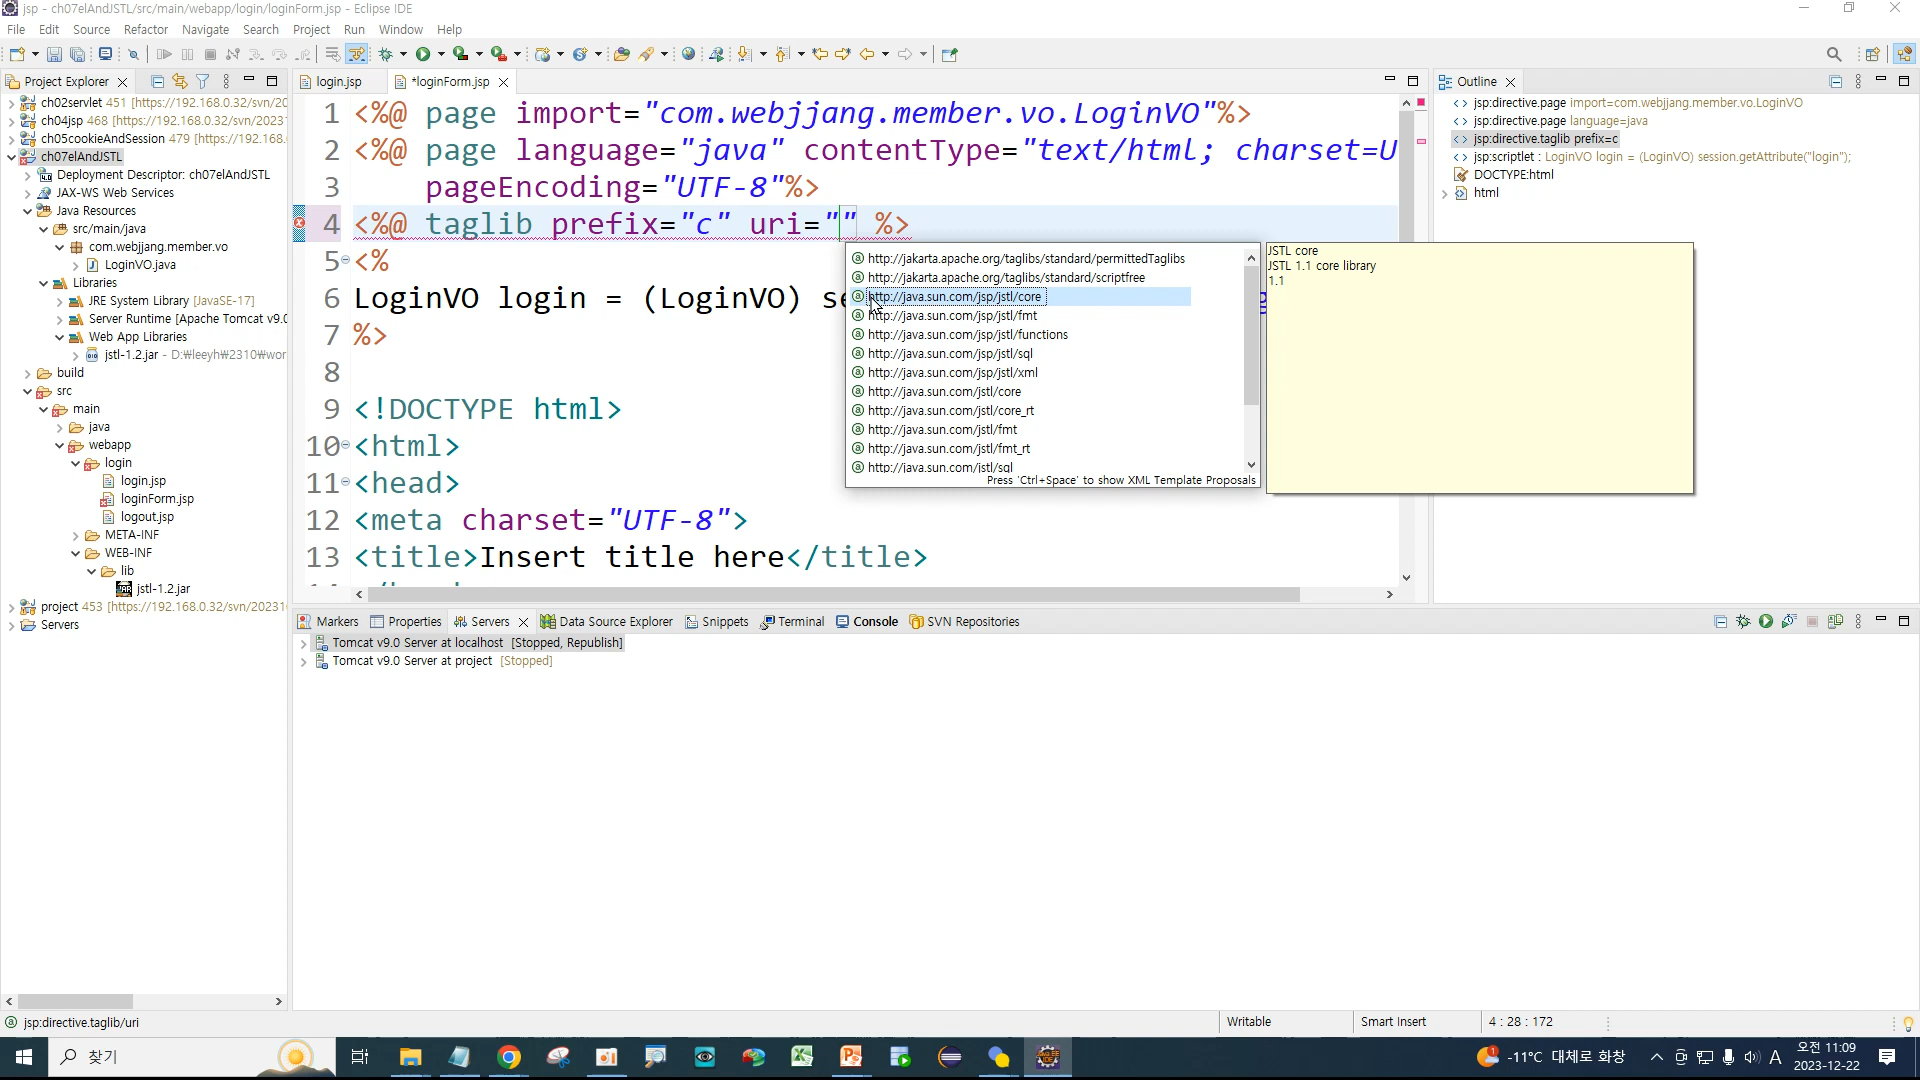 jsp - ch07elAndJSTL/src/main/webapp/login/loginForm.jsp - Eclipse IDE
File Edit Source Refactor Navigate Search Project Run Window Help
Project Explorer
ch02servlet 451 [https://192.168.0.32/svn/20
ch04jsp 468 [https://192.168.0.32/svn/2023
ch05cookieAndSession 479 [https://192.168.
ch07elAndJSTL
Deployment Descriptor: ch07elAndJSTL
JAX-WS Web Services
Java Resources
src/main/java
com.webjjang.member.vo
LoginVO.java
Libraries
JRE System Library [JavaSE-17]
Server Runtime [Apache Tomcat v9.0
Web App Libraries
jstl-1.2.jar - D:₩leeyh₩2310₩wor
build
src
main
java
webapp
login
login.jsp
loginForm.jsp
logout.jsp
META-INF
WEB-INF
lib
jstl-1.2.jar
project 453 [https://192.168.0.32/svn/20231
Servers
login.jsp *loginForm.jsp
1 <%@ page import="com.webjjang.member.vo.LoginVO"%>
2 <%@ page language="java" contentType="text/html; charset=U
3 pageEncoding="UTF-8"%>
4 <%@ taglib prefix="c" uri="" %>
5 <%
6 LoginVO login = (LoginVO) se
7 %>
8
9 <!DOCTYPE html>
10 <html>
11 <head>
12 <meta charset="UTF-8">
13 <title>Insert title here</title>
http://jakarta.apache.org/taglibs/standard/permittedTaglibs
http://jakarta.apache.org/taglibs/standard/scriptfree
http://java.sun.com/jsp/jstl/core
http://java.sun.com/jsp/jstl/fmt
http://java.sun.com/jsp/jstl/functions
http://java.sun.com/jsp/jstl/sql
http://java.sun.com/jsp/jstl/xml
http://java.sun.com/jstl/core
http://java.sun.com/jstl/core_rt
http://java.sun.com/jstl/fmt
http://java.sun.com/jstl/fmt_rt
http://java.sun.com/jstl/sql
Press 'Ctrl+Space' to show XML Template Proposals
JSTL core
JSTL 1.1 core library
1.1
Outline
jsp:directive.page import=com.webjjang.member.vo.LoginVO
jsp:directive.page language=java
jsp:directive.taglib prefix=c
jsp:scriptlet : LoginVO login = (LoginVO) session.getAttribute("login");
DOCTYPE:html
html
Markers Properties Servers Data Source Explorer Snippets Terminal Console SVN Repositories
Tomcat v9.0 Server at localhost [Stopped, Republish]
Tomcat v9.0 Server at project [Stopped]
jsp:directive.taglib/uri
Writable Smart Insert 4 : 28 : 172
찾기
-11°C 대체로 화창
A
오전 11:09
2023-12-22